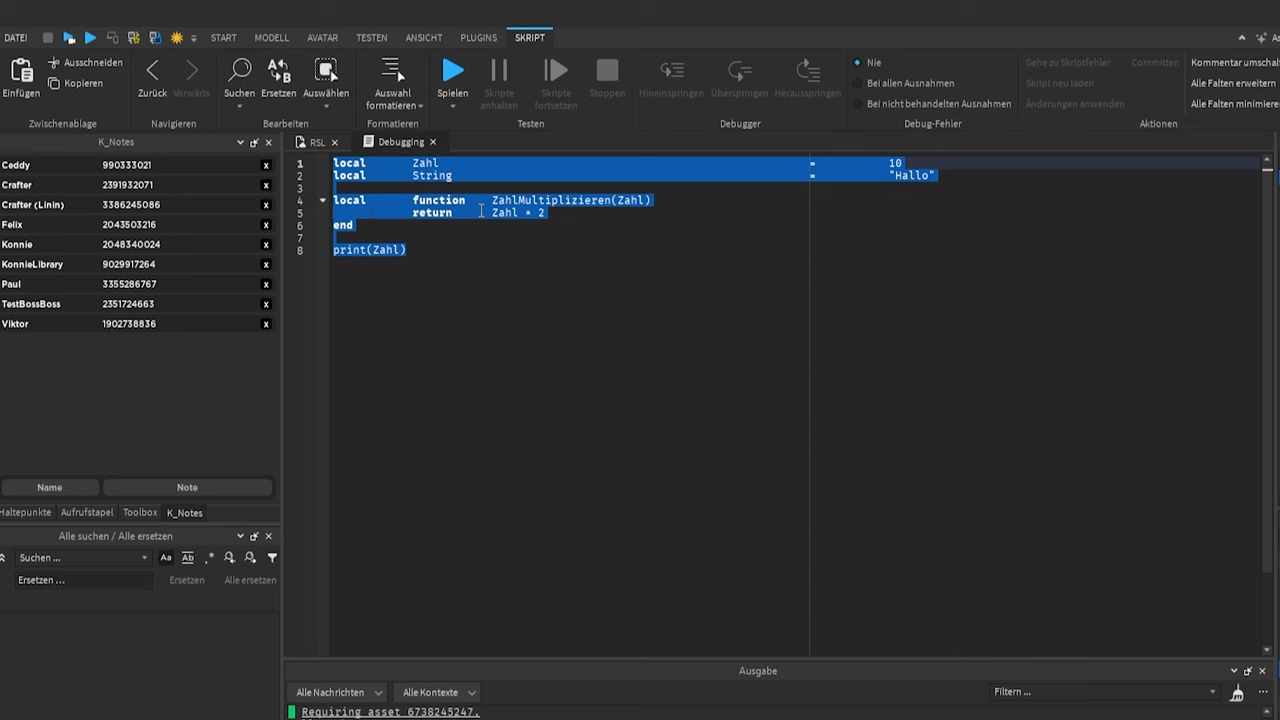 DATEI START MODELL AVATAR TESTEN ANSICHT PLUGINS SKRIPT
Einfügen Ausschneiden Kopieren Zurück Vorwärts Suchen Ersetzen Auswählen Auswahl formatieren Spielen Skripte anhalten Skripte fortsetzen Stoppen Hineinspringen Überspringen Herausspringen
Nie
Bei allen Ausnahmen
Bei nicht behandelten Ausnahmen
Gehe zu Skriptfehler Committen
Skript neu laden
Änderungen anwenden
Kommentar umscha
Alle Falten erweitern
Alle Falten minimiere
Zwischenablage Navigieren Bearbeiten Formatieren Testen Debugger Debug-Fehler Aktionen
K_Notes
RSL x Debugging x
Ceddy 990333021 x
Crafter 2391932071 x
Crafter (Linin) 3386245086 x
Felix 2043503216 x
Konnie 2048340024 x
KonnieLibrary 9029917264 x
Paul 3355286767 x
TestBossBoss 2351724663 x
Viktor 1902738836 x
Name Note
Haltepunkte Aufrufstapel Toolbox K_Notes
Alle suchen / Alle ersetzen
Suchen ... Aa Ab .*
Ersetzen ... Ersetzen Alle ersetzen
1 local Zahl = 10
2 local String = "Hallo"
3
4 local function ZahlMultiplizieren(Zahl)
5 return Zahl * 2
6 end
7
8 print(Zahl)
Ausgabe
Alle Nachrichten Alle Kontexte Filtern ...
Requiring asset 6738245247.